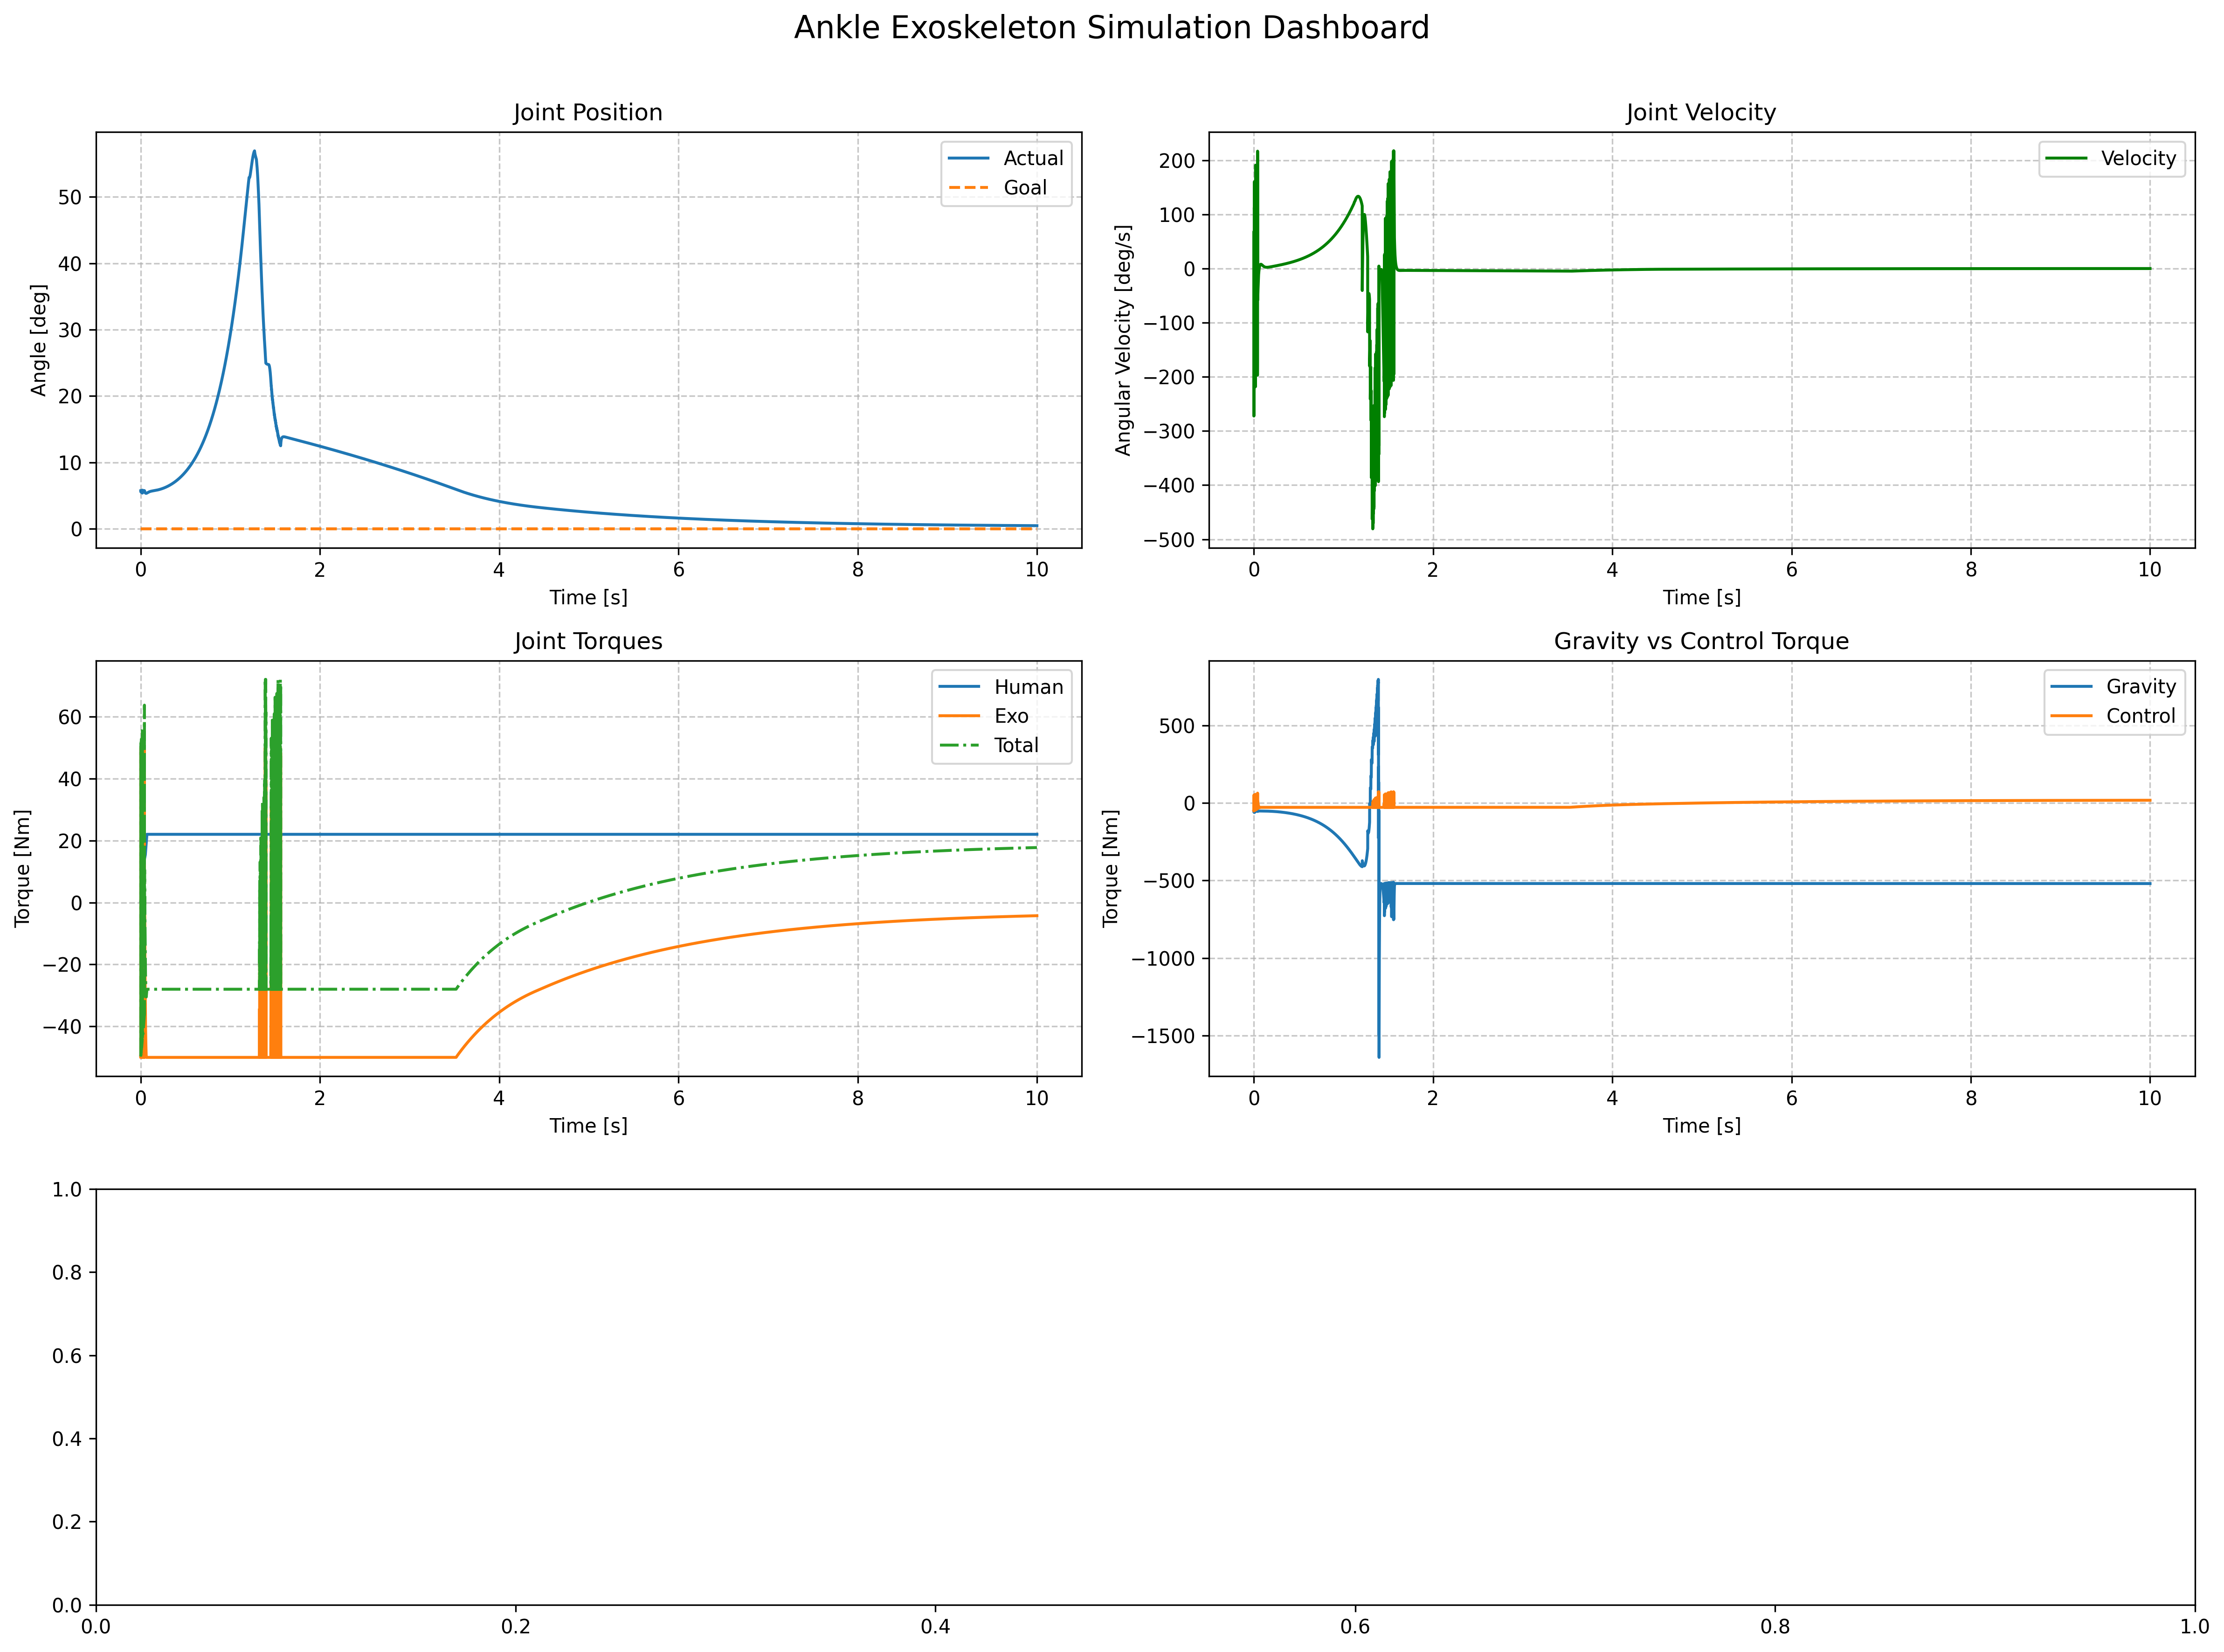 Ankle Exoskeleton Simulation Dashboard
Joint Position
Angle [deg]
50
40
30
20
10
0
0 2 4 6 8 10
Time [s]
Actual
Goal
Joint Velocity
Angular Velocity [deg/s]
200
100
0
−100
−200
−300
−400
−500
0 2 4 6 8 10
Time [s]
Velocity
Joint Torques
Torque [Nm]
60
40
20
0
−20
−40
0 2 4 6 8 10
Time [s]
Human
Exo
Total
Gravity vs Control Torque
Torque [Nm]
500
0
−500
−1000
−1500
0 2 4 6 8 10
Time [s]
Gravity
Control
1.0
0.8
0.6
0.4
0.2
0.0
0.0 0.2 0.4 0.6 0.8 1.0